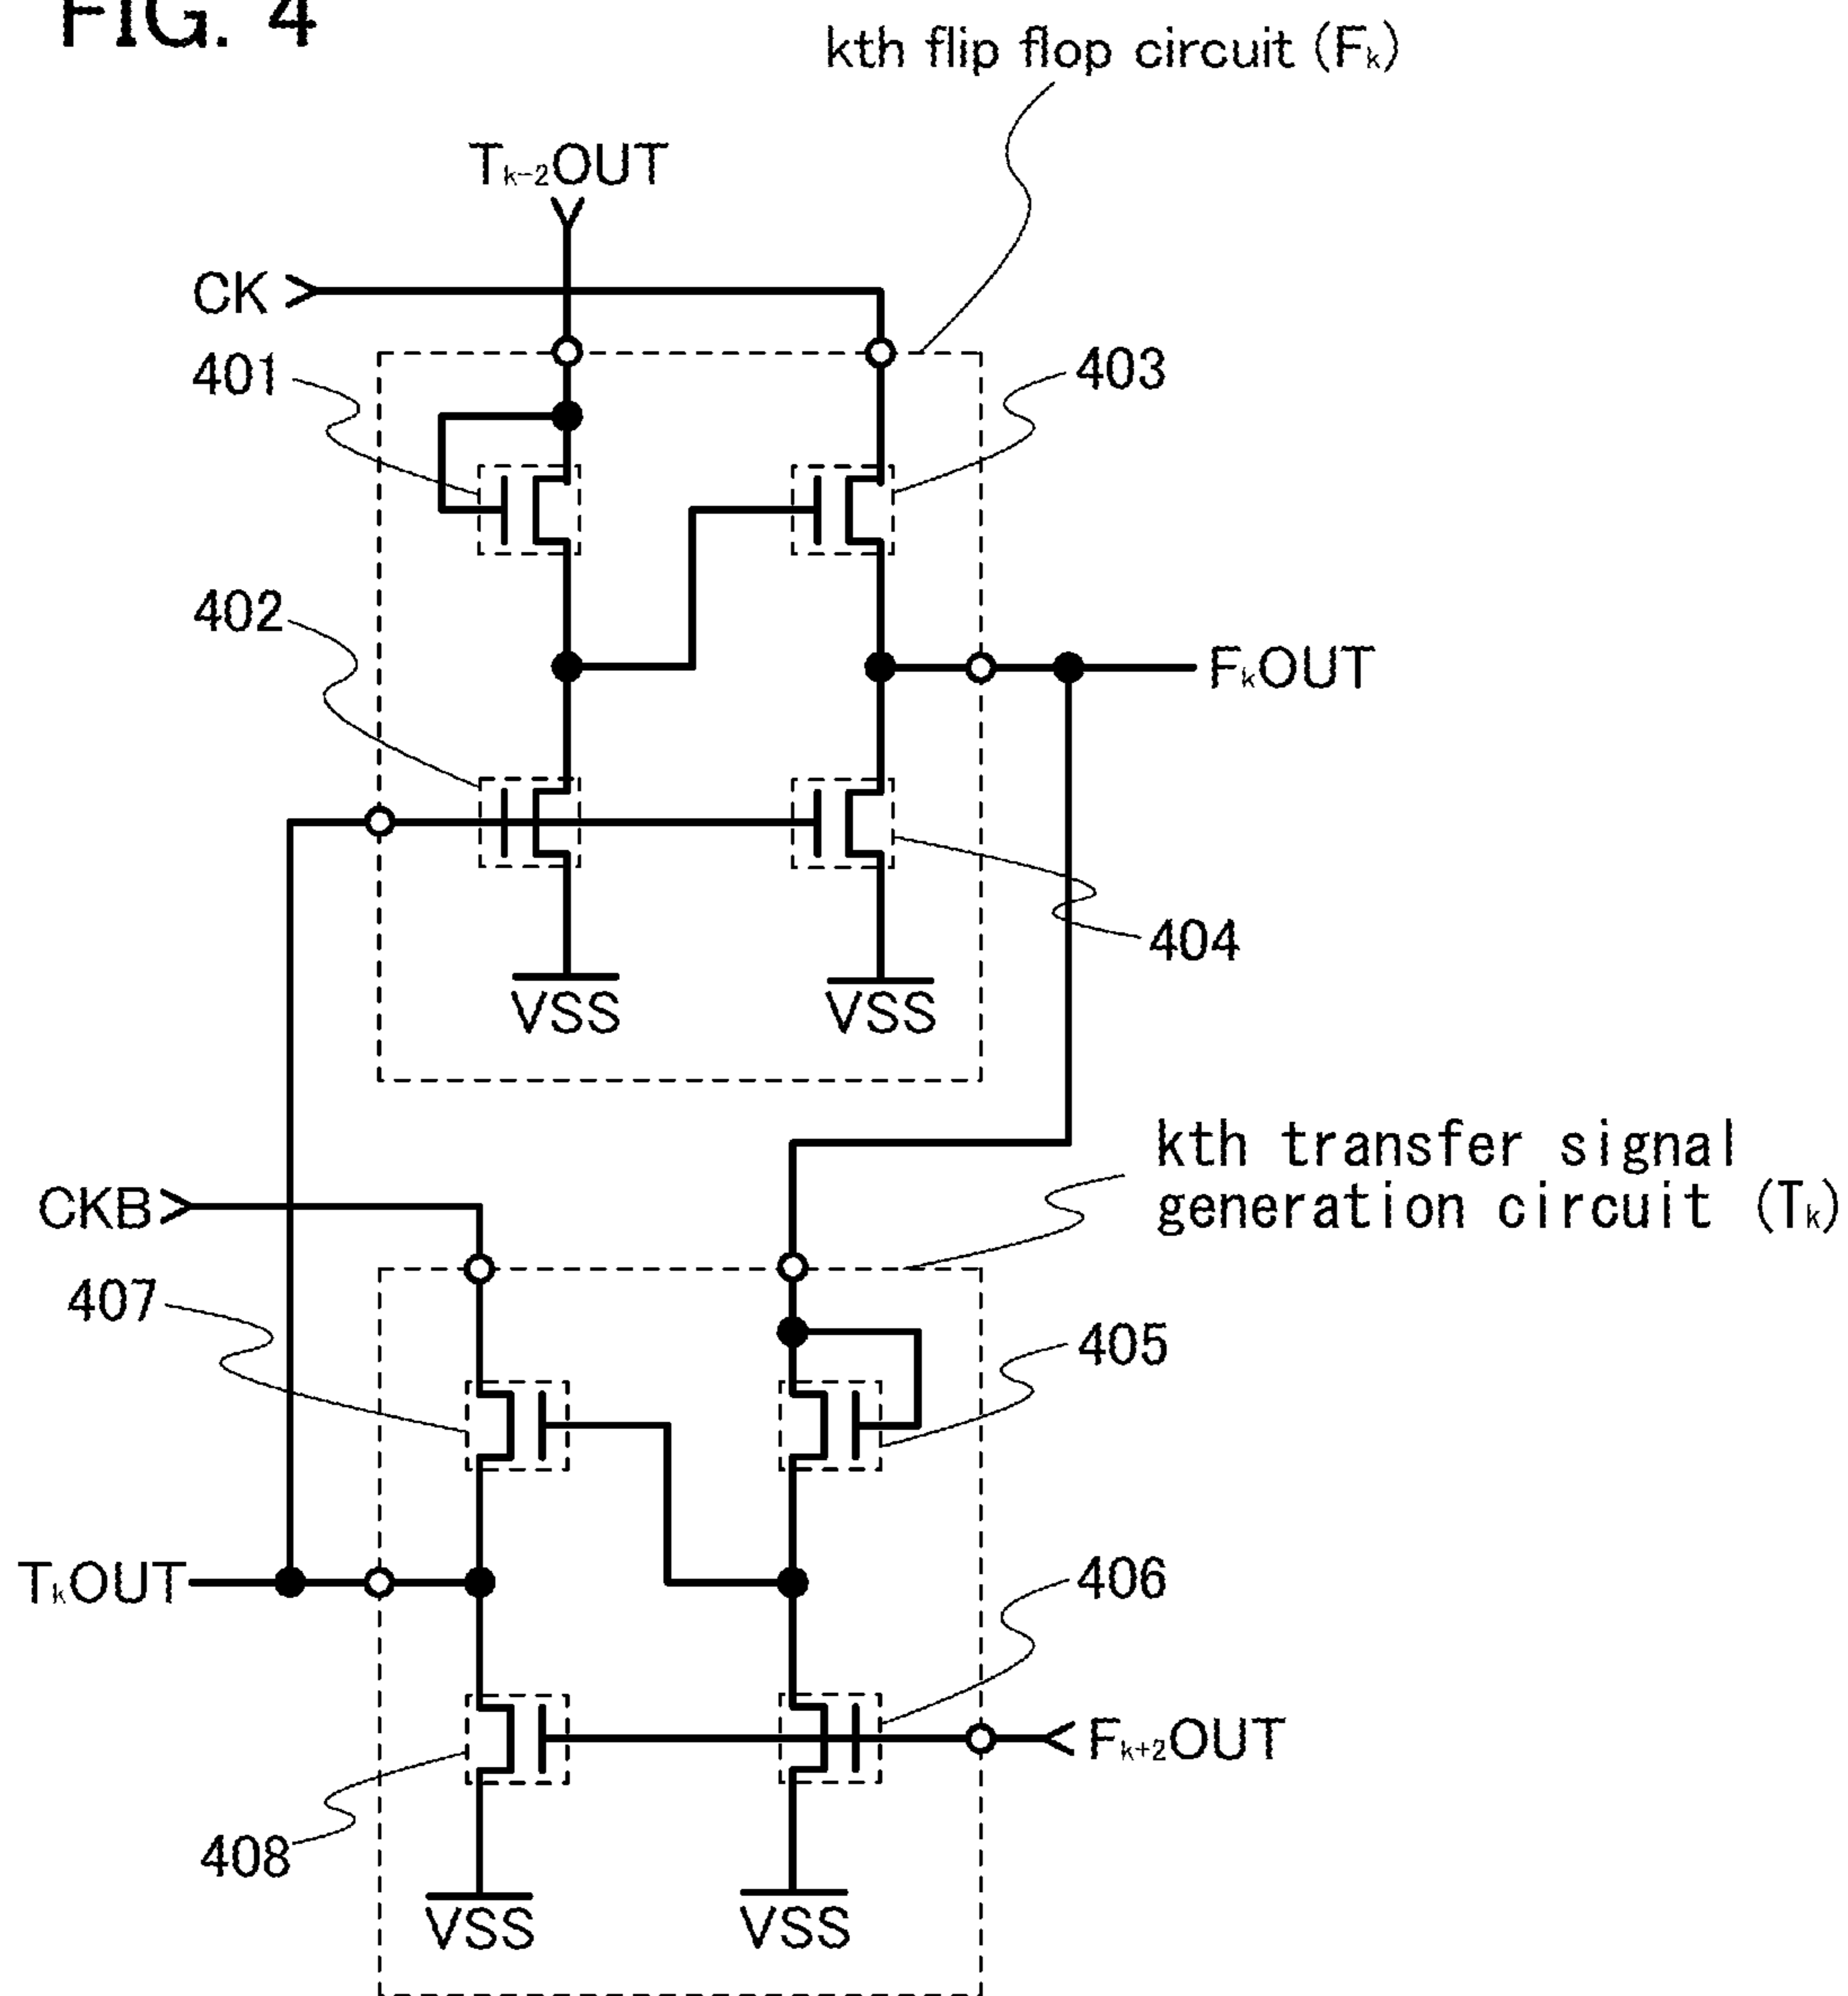 FIG. 4
kth flip flop circuit (Fk)
Tk-2OUT
CK
401
403
402
FkOUT
404
VSS
VSS
kth transfer signal
generation circuit (Tk)
CKB
407
405
TkOUT
406
Fk+2OUT
408
VSS
VSS